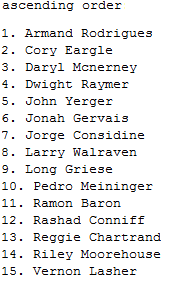 ascending order
1. Armand Rodrigues
2. Cory Eargle
3. Daryl Mcnerney
4. Dwight Raymer
5. John Yerger
6. Jonah Gervais
7. Jorge Considine
8. Larry Walraven
9. Long Griese
10. Pedro Meininger
11. Ramon Baron
12. Rashad Conniff
13. Reggie Chartrand
14. Riley Moorehouse
15. Vernon Lasher